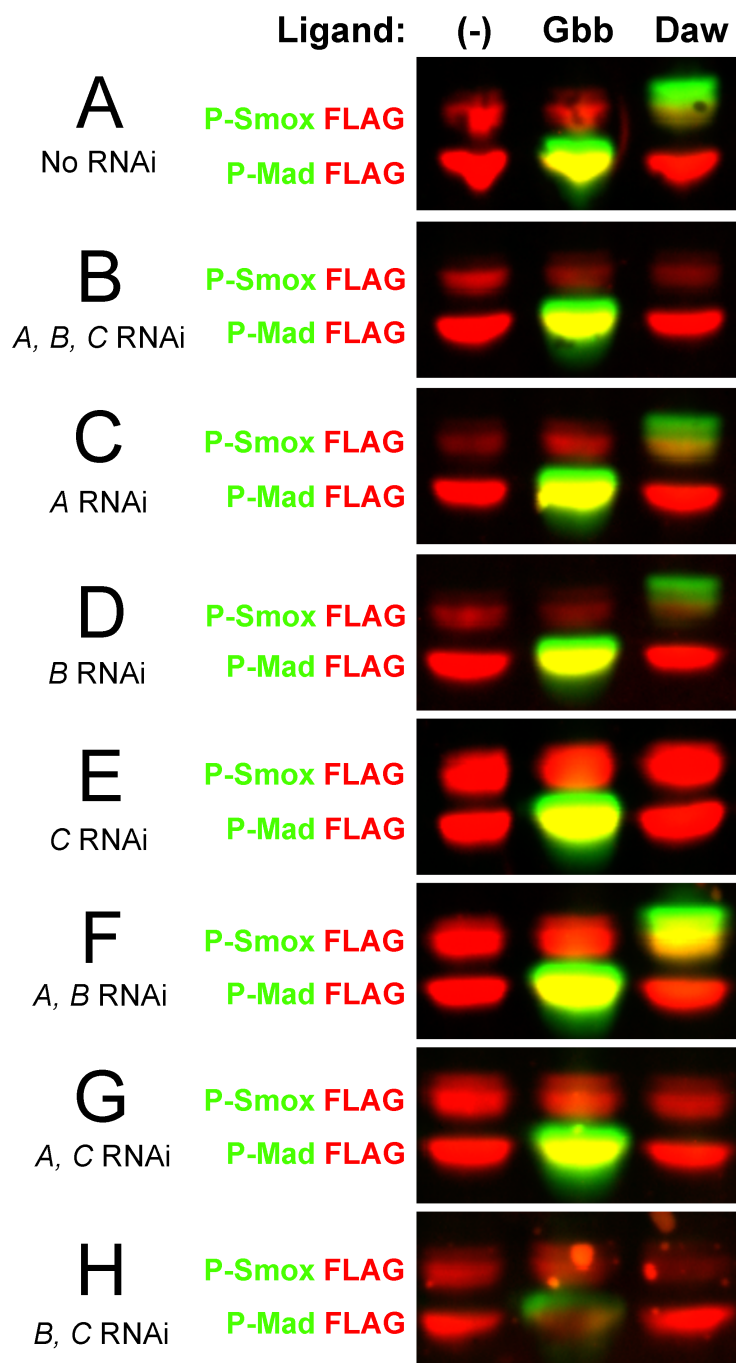 Ligand: (-) Gbb Daw
A
No RNAi
P-Smox FLAG
P-Mad FLAG
B
A, B, C RNAi
P-Smox FLAG
P-Mad FLAG
C
A RNAi
P-Smox FLAG
P-Mad FLAG
D
B RNAi
P-Smox FLAG
P-Mad FLAG
E
C RNAi
P-Smox FLAG
P-Mad FLAG
F
A, B RNAi
P-Smox FLAG
P-Mad FLAG
G
A, C RNAi
P-Smox FLAG
P-Mad FLAG
H
B, C RNAi
P-Smox FLAG
P-Mad FLAG